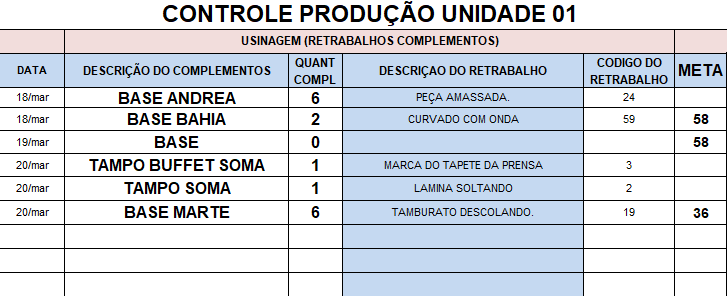 CONTROLE PRODUÇÃO UNIDADE 01
USINAGEM (RETRABALHOS COMPLEMENTOS)
DATA DESCRIÇÃO DO COMPLEMENTOS QUANT COMPL DESCRIÇAO DO RETRABALHO CODIGO DO RETRABALHO META
18/mar BASE ANDREA 6 PEÇA AMASSADA. 24
18/mar BASE BAHIA 2 CURVADO COM ONDA 59 58
19/mar BASE 0 58
20/mar TAMPO BUFFET SOMA 1 MARCA DO TAPETE DA PRENSA 3
20/mar TAMPO SOMA 1 LAMINA SOLTANDO 2
20/mar BASE MARTE 6 TAMBURATO DESCOLANDO. 19 36